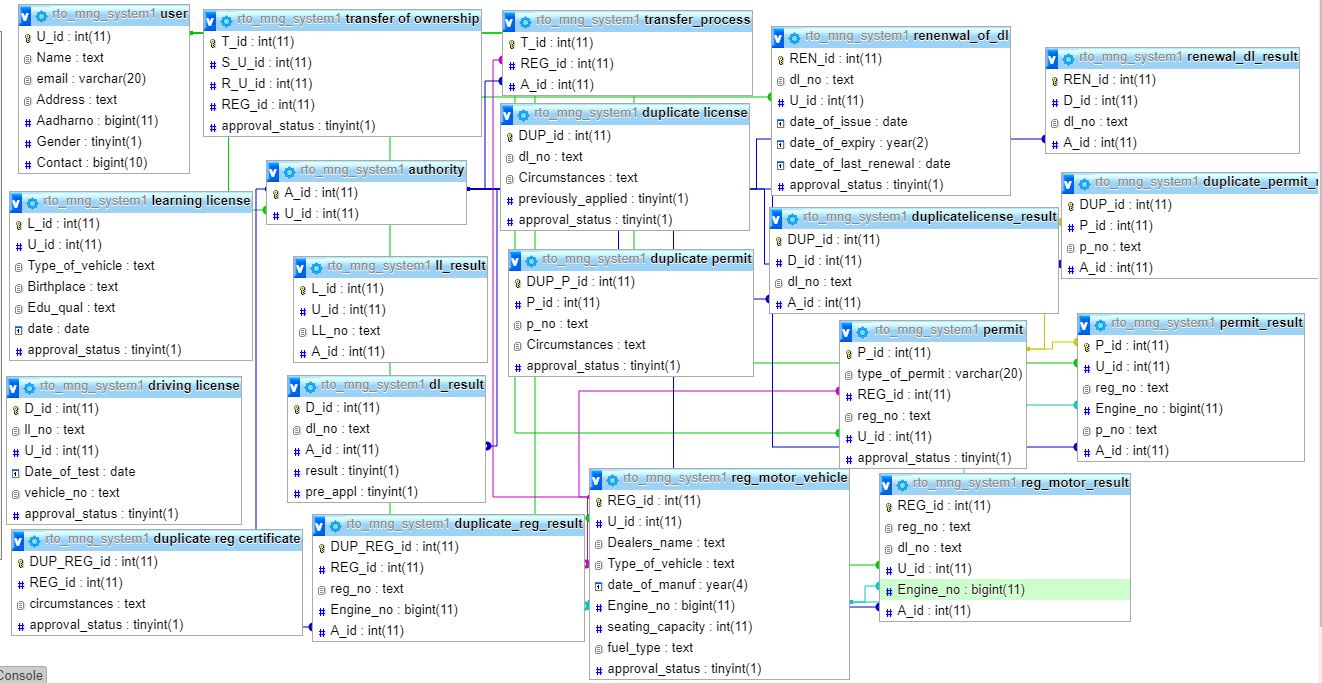 rto_mng_system1 user
U_id : int(11)
Name : text
email : varchar(20)
Address : text
Aadharno : bigint(11)
Gender : tinyint(1)
Contact : bigint(10)
rto_mng_system1 transfer of ownership
T_id : int(11)
S_U_id : int(11)
R_U_id : int(11)
REG_id : int(11)
approval_status : tinyint(1)
rto_mng_system1 transfer_process
T_id : int(11)
REG_id : int(11)
A_id : int(11)
rto_mng_system1 renenwal_of_dl
REN_id : int(11)
dl_no : text
U_id : int(11)
date_of_issue : date
date_of_expiry : year(2)
date_of_last_renewal : date
approval_status : tinyint(1)
rto_mng_system1 renewal_dl_result
REN_id : int(11)
D_id : int(11)
dl_no : text
A_id : int(11)
rto_mng_system1 duplicate license
DUP_id : int(11)
dl_no : text
Circumstances : text
previously_applied : tinyint(1)
approval_status : tinyint(1)
rto_mng_system1 authority
A_id : int(11)
U_id : int(11)
rto_mng_system1 duplicate_permit_
DUP_id : int(11)
P_id : int(11)
p_no : text
A_id : int(11)
rto_mng_system1 learning license
L_id : int(11)
U_id : int(11)
Type_of_vehicle : text
Birthplace : text
Edu_qual : text
date : date
approval_status : tinyint(1)
rto_mng_system1 duplicatelicense_result
DUP_id : int(11)
D_id : int(11)
dl_no : text
A_id : int(11)
rto_mng_system1 ll_result
L_id : int(11)
U_id : int(11)
LL_no : text
A_id : int(11)
rto_mng_system1 duplicate permit
DUP_P_id : int(11)
P_id : int(11)
p_no : text
Circumstances : text
approval_status : tinyint(1)
rto_mng_system1 permit
P_id : int(11)
type_of_permit : varchar(20)
REG_id : int(11)
reg_no : text
U_id : int(11)
approval_status : tinyint(1)
rto_mng_system1 permit_result
P_id : int(11)
U_id : int(11)
reg_no : text
Engine_no : bigint(11)
p_no : text
A_id : int(11)
rto_mng_system1 driving license
D_id : int(11)
ll_no : text
U_id : int(11)
Date_of_test : date
vehicle_no : text
approval_status : tinyint(1)
rto_mng_system1 dl_result
D_id : int(11)
dl_no : text
A_id : int(11)
result : tinyint(1)
pre_appl : tinyint(1)
rto_mng_system1 reg_motor_vehicle
REG_id : int(11)
U_id : int(11)
Dealers_name : text
Type_of_vehicle : text
date_of_manuf : year(4)
Engine_no : bigint(11)
seating_capacity : int(11)
fuel_type : text
approval_status : tinyint(1)
rto_mng_system1 reg_motor_result
REG_id : int(11)
reg_no : text
dl_no : text
U_id : int(11)
Engine_no : bigint(11)
A_id : int(11)
rto_mng_system1 duplicate reg certificate
DUP_REG_id : int(11)
REG_id : int(11)
circumstances : text
approval_status : tinyint(1)
rto_mng_system1 duplicate_reg_result
DUP_REG_id : int(11)
REG_id : int(11)
reg_no : text
Engine_no : bigint(11)
A_id : int(11)
Console